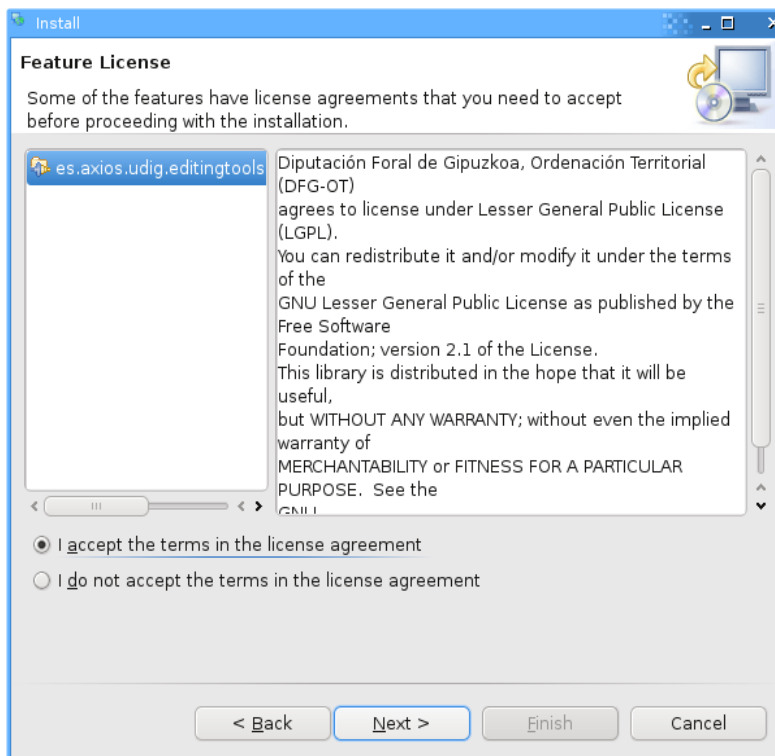 Install
Feature License
Some of the features have license agreements that you need to accept
before proceeding with the installation.
es.axios.udig.editingtools
Diputación Foral de Gipuzkoa, Ordenación Territorial
(DFG-OT)
agrees to license under Lesser General Public License
(LGPL).
You can redistribute it and/or modify it under the terms
of the
GNU Lesser General Public License as published by the
Free Software
Foundation; version 2.1 of the License.
This library is distributed in the hope that it will be
useful,
but WITHOUT ANY WARRANTY; without even the implied
warranty of
MERCHANTABILITY or FITNESS FOR A PARTICULAR
PURPOSE.  See the
GNU
I accept the terms in the license agreement
I do not accept the terms in the license agreement
< Back
Next >
Finish
Cancel